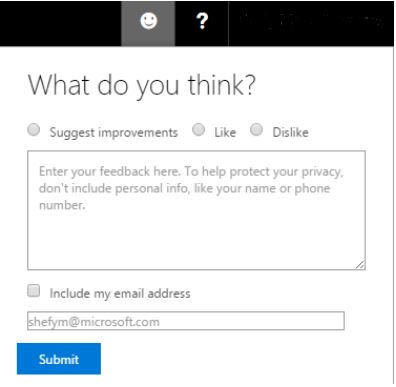 ?
What do you think?
Suggest improvements Like Dislike
Enter your feedback here. To help protect your privacy,
don't include personal info, like your name or phone
number.
Include my email address
shefym@microsoft.com
Submit